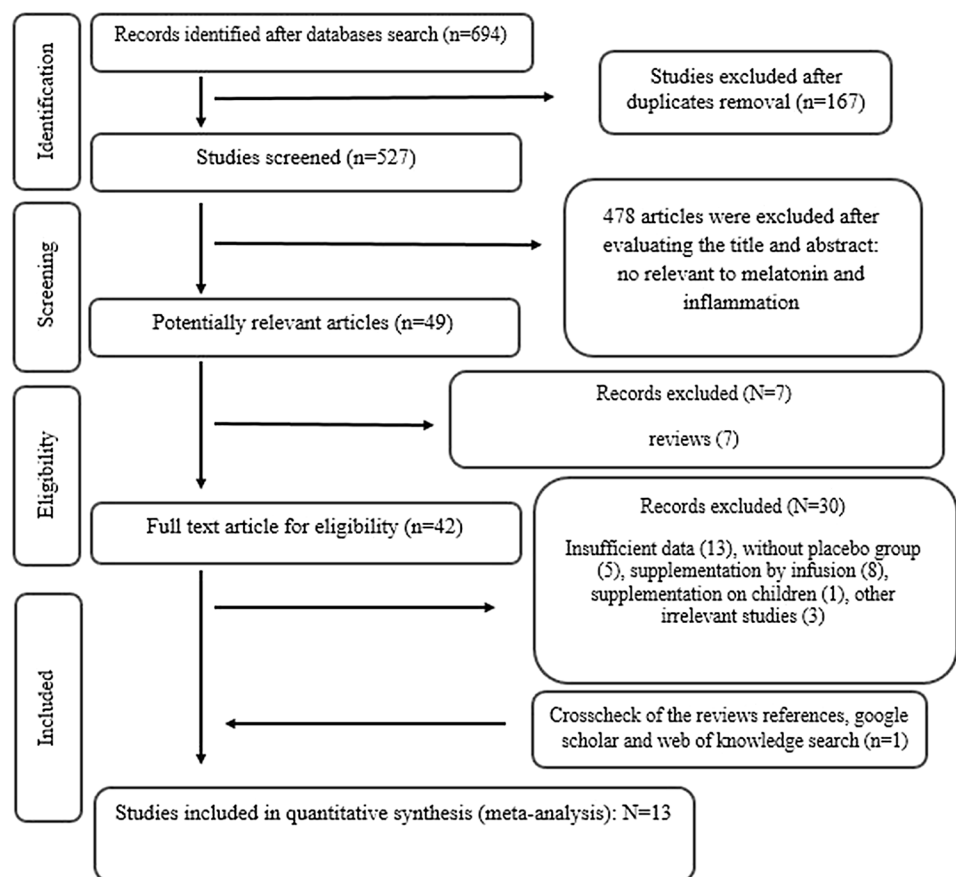 Identification
Records identified after databases search (n=694)
Studies excluded after
duplicates removal (n=167)
Studies screened (n=527)
Screening
478 articles were excluded after
evaluating the title and abstract:
no relevant to melatonin and
inflammation
Potentially relevant articles (n=49)
Eligibility
Records excluded (N=7)
reviews (7)
Full text article for eligibility (n=42)
Records excluded (N=30)
Insufficient data (13), without placebo group
(5), supplementation by infusion (8),
supplementation on children (1), other
irrelevant studies (3)
Included
Crosscheck of the reviews references, google
scholar and web of knowledge search (n=1)
Studies included in quantitative synthesis (meta-analysis): N=13